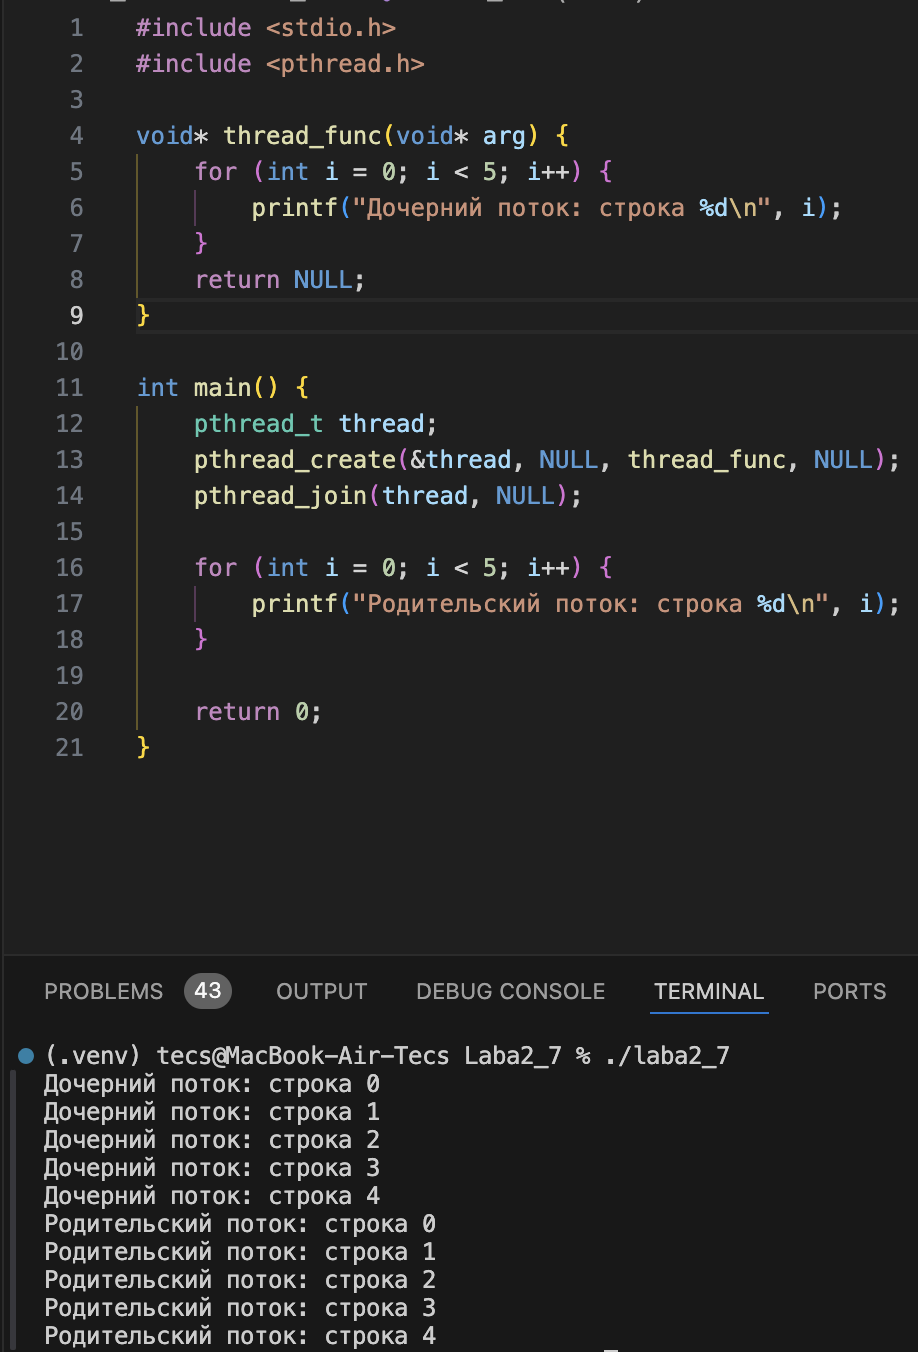 1 #include <stdio.h>
2 #include <pthread.h>
3
4 void* thread_func(void* arg) {
5     for (int i = 0; i < 5; i++) {
6         printf("Дочерний поток: строка %d\n", i);
7     }
8     return NULL;
9 }
10
11 int main() {
12     pthread_t thread;
13     pthread_create(&thread, NULL, thread_func, NULL);
14     pthread_join(thread, NULL);
15
16     for (int i = 0; i < 5; i++) {
17         printf("Родительский поток: строка %d\n", i);
18     }
19
20     return 0;
21 }
PROBLEMS 43 OUTPUT DEBUG CONSOLE TERMINAL PORTS
(.venv) tecs@MacBook-Air-Tecs Laba2_7 % ./laba2_7
Дочерний поток: строка 0
Дочерний поток: строка 1
Дочерний поток: строка 2
Дочерний поток: строка 3
Дочерний поток: строка 4
Родительский поток: строка 0
Родительский поток: строка 1
Родительский поток: строка 2
Родительский поток: строка 3
Родительский поток: строка 4